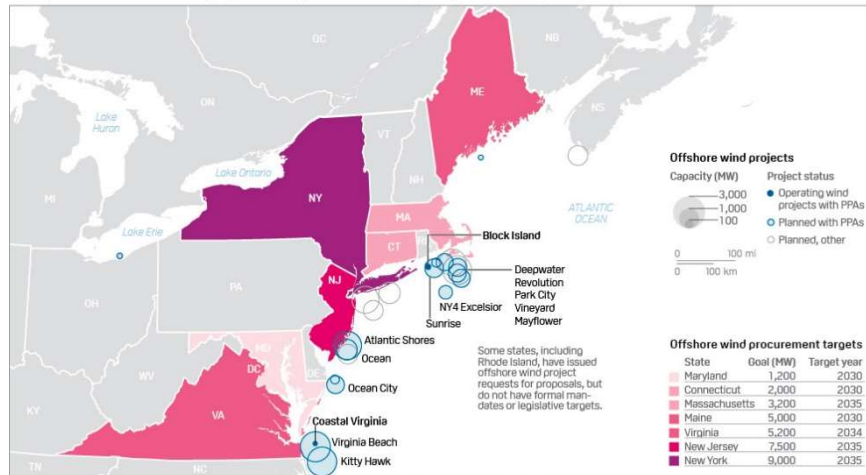 QC
NB
ON
ME
NS
Lake
Huron
VT
NH
Lake Ontario
NY
MI
MA
ATLANTIC
OCEAN
Lake Erie
CT
Block Island
PA
NJ
OH
Deepwater
Revolution
Park City
Vineyard
Mayflower
NY4 Excelsior
Sunrise
Atlantic Shores
Ocean
MD
DC
DE
WV
Ocean City
KY
VA
Coastal Virginia
Virginia Beach
Kitty Hawk
TN
NC
Some states, including
Rhode Island, have issued
offshore wind project
requests for proposals, but
do not have formal man-
dates or legislative targets.
Offshore wind projects
Capacity (MW)
3,000
1,000
100
Project status
Operating wind
projects with PPAs
Planned with PPAs
Planned, other
0 100 mi
0 100 km
Offshore wind procurement targets
State Goal (MW) Target year
Maryland 1,200 2030
Connecticut 2,000 2030
Massachusetts 3,200 2035
Maine 5,000 2030
Virginia 5,200 2034
New Jersey 7,500 2035
New York 9,000 2035